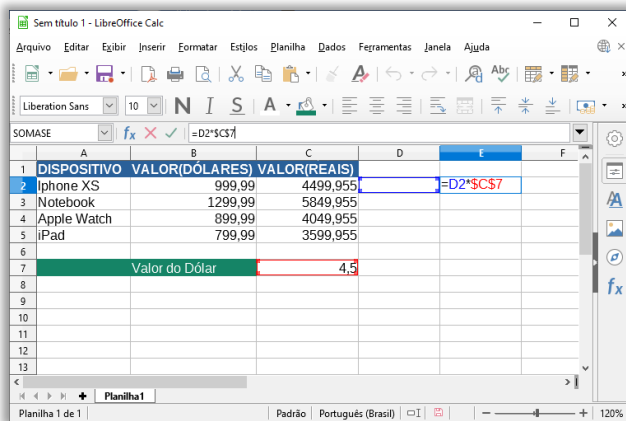 Sem título 1 - LibreOffice Calc
Arquivo Editar Exibir Inserir Formatar Estilos Planilha Dados Ferramentas Janela Ajuda
Abc
Liberation Sans 10 N I S A
SOMASE fx =D2*$C$7
A B C D E F
1 DISPOSITIVO VALOR(DÓLARES) VALOR(REAIS)
2 Iphone XS 999,99 4499,955 =D2*$C$7
3 Notebook 1299,99 5849,955
4 Apple Watch 899,99 4049,955
5 iPad 799,99 3599,955
6
7 Valor do Dólar 4,5
8
9
10
11
12
13
Planilha1
Planilha 1 de 1 Padrão Português (Brasil) 120%